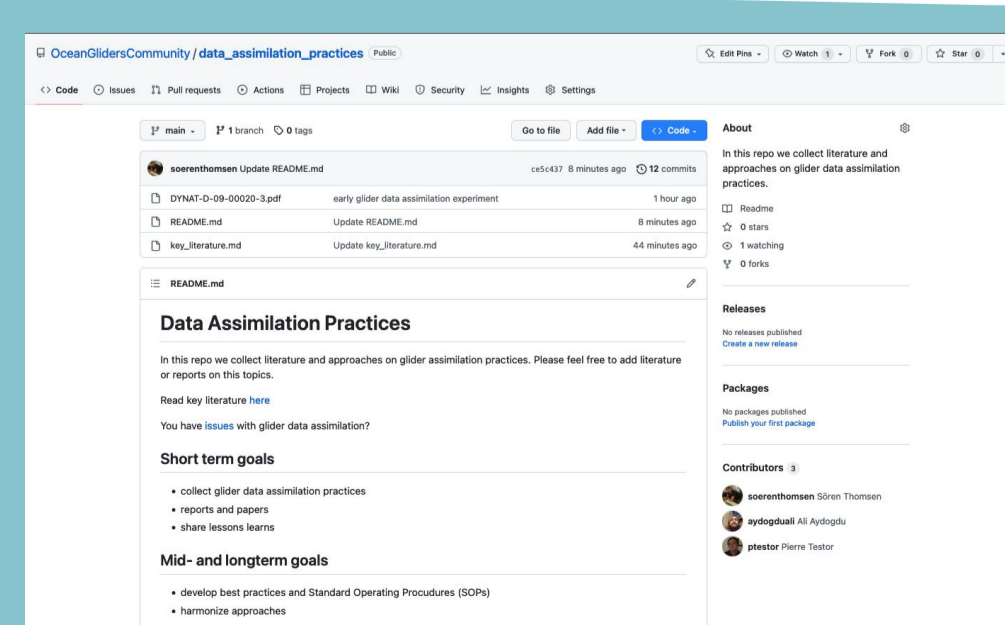 OceanGlidersCommunity / data_assimilation_practices Public
Edit Pins Watch 1 Fork 0 Star 0
Code Issues Pull requests Actions Projects Wiki Security Insights Settings
main 1 branch 0 tags Go to file Add file Code
soerenthomsen Update README.md ce5c437 8 minutes ago 12 commits
DYNAT-D-09-00020-3.pdf early glider data assimilation experiment 1 hour ago
README.md Update README.md 8 minutes ago
key_literature.md Update key_literature.md 44 minutes ago
README.md
Data Assimilation Practices
In this repo we collect literature and approaches on glider assimilation practices. Please feel free to add literature
or reports on this topics.
Read key literature here
You have issues with glider data assimilation?
Short term goals
• collect glider data assimilation practices
• reports and papers
• share lessons learns
Mid- and longterm goals
• develop best practices and Standard Operating Procudures (SOPs)
• harmonize approaches
About
In this repo we collect literature and
approaches on glider data assimilation
practices.
Readme
0 stars
1 watching
0 forks
Releases
No releases published
Create a new release
Packages
No packages published
Publish your first package
Contributors 3
soerenthomsen Sören Thomsen
aydogduali Ali Aydogdu
ptestor Pierre Testor